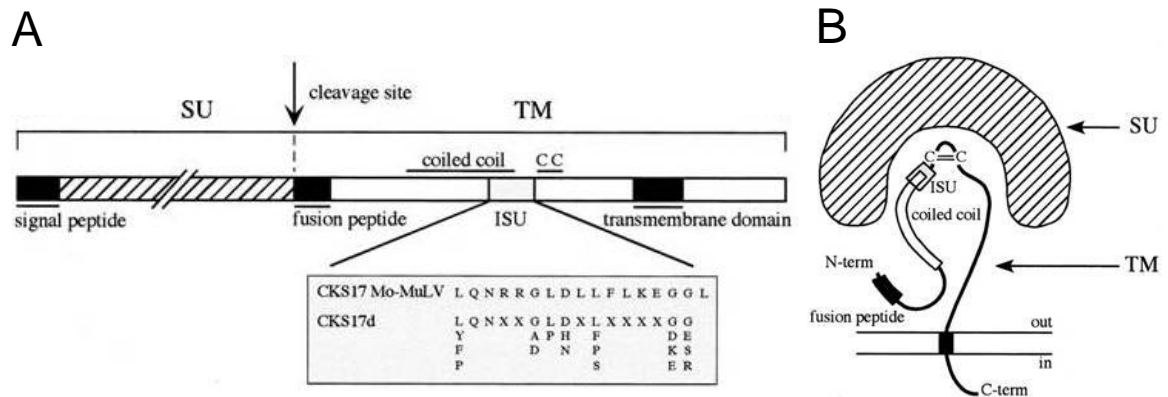 A
cleavage site
SU
TM
coiled coil
C C
signal peptide
fusion peptide
ISU
transmembrane domain
CKS17 Mo-MuLV L Q N R R G L D L L F L K E G G L
CKS17d L Q N X X G L D X L X X X X G G
Y A P H F D E
F D N P K S
P S E R
B
SU
C=C
ISU
coiled coil
N-term
TM
fusion peptide
out
in
C-term